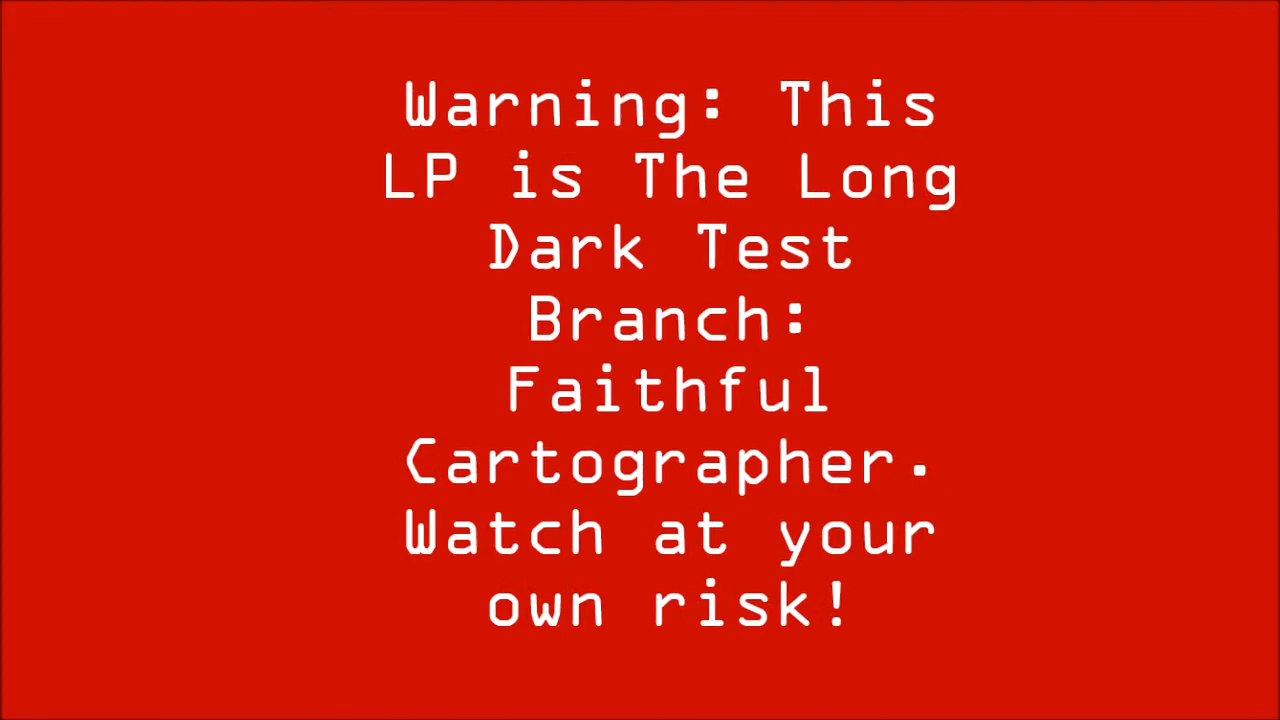 Warning: This
LP is The Long
Dark Test
Branch:
Faithful
Cartographer.
Watch at your
own risk!